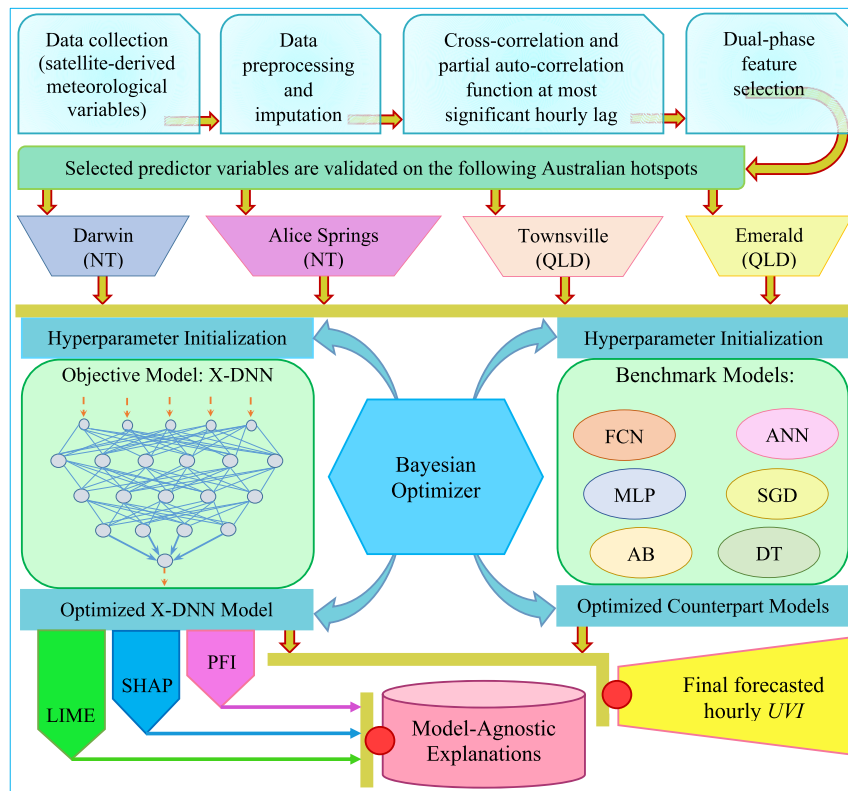 Data collection
(satellite-derived
meteorological
variables)
Data
preprocessing
and
imputation
Cross-correlation and
partial auto-correlation
function at most
significant hourly lag
Dual-phase
feature
selection
Selected predictor variables are validated on the following Australian hotspots
Darwin
(NT)
Alice Springs
(NT)
Townsville
(QLD)
Emerald
(QLD)
Hyperparameter Initialization
Hyperparameter Initialization
Objective Model: X-DNN
Bayesian
Optimizer
Benchmark Models:
FCN
ANN
MLP
SGD
AB
DT
Optimized X-DNN Model
Optimized Counterpart Models
LIME
SHAP
PFI
Model-Agnostic
Explanations
Final forecasted
hourly UVI